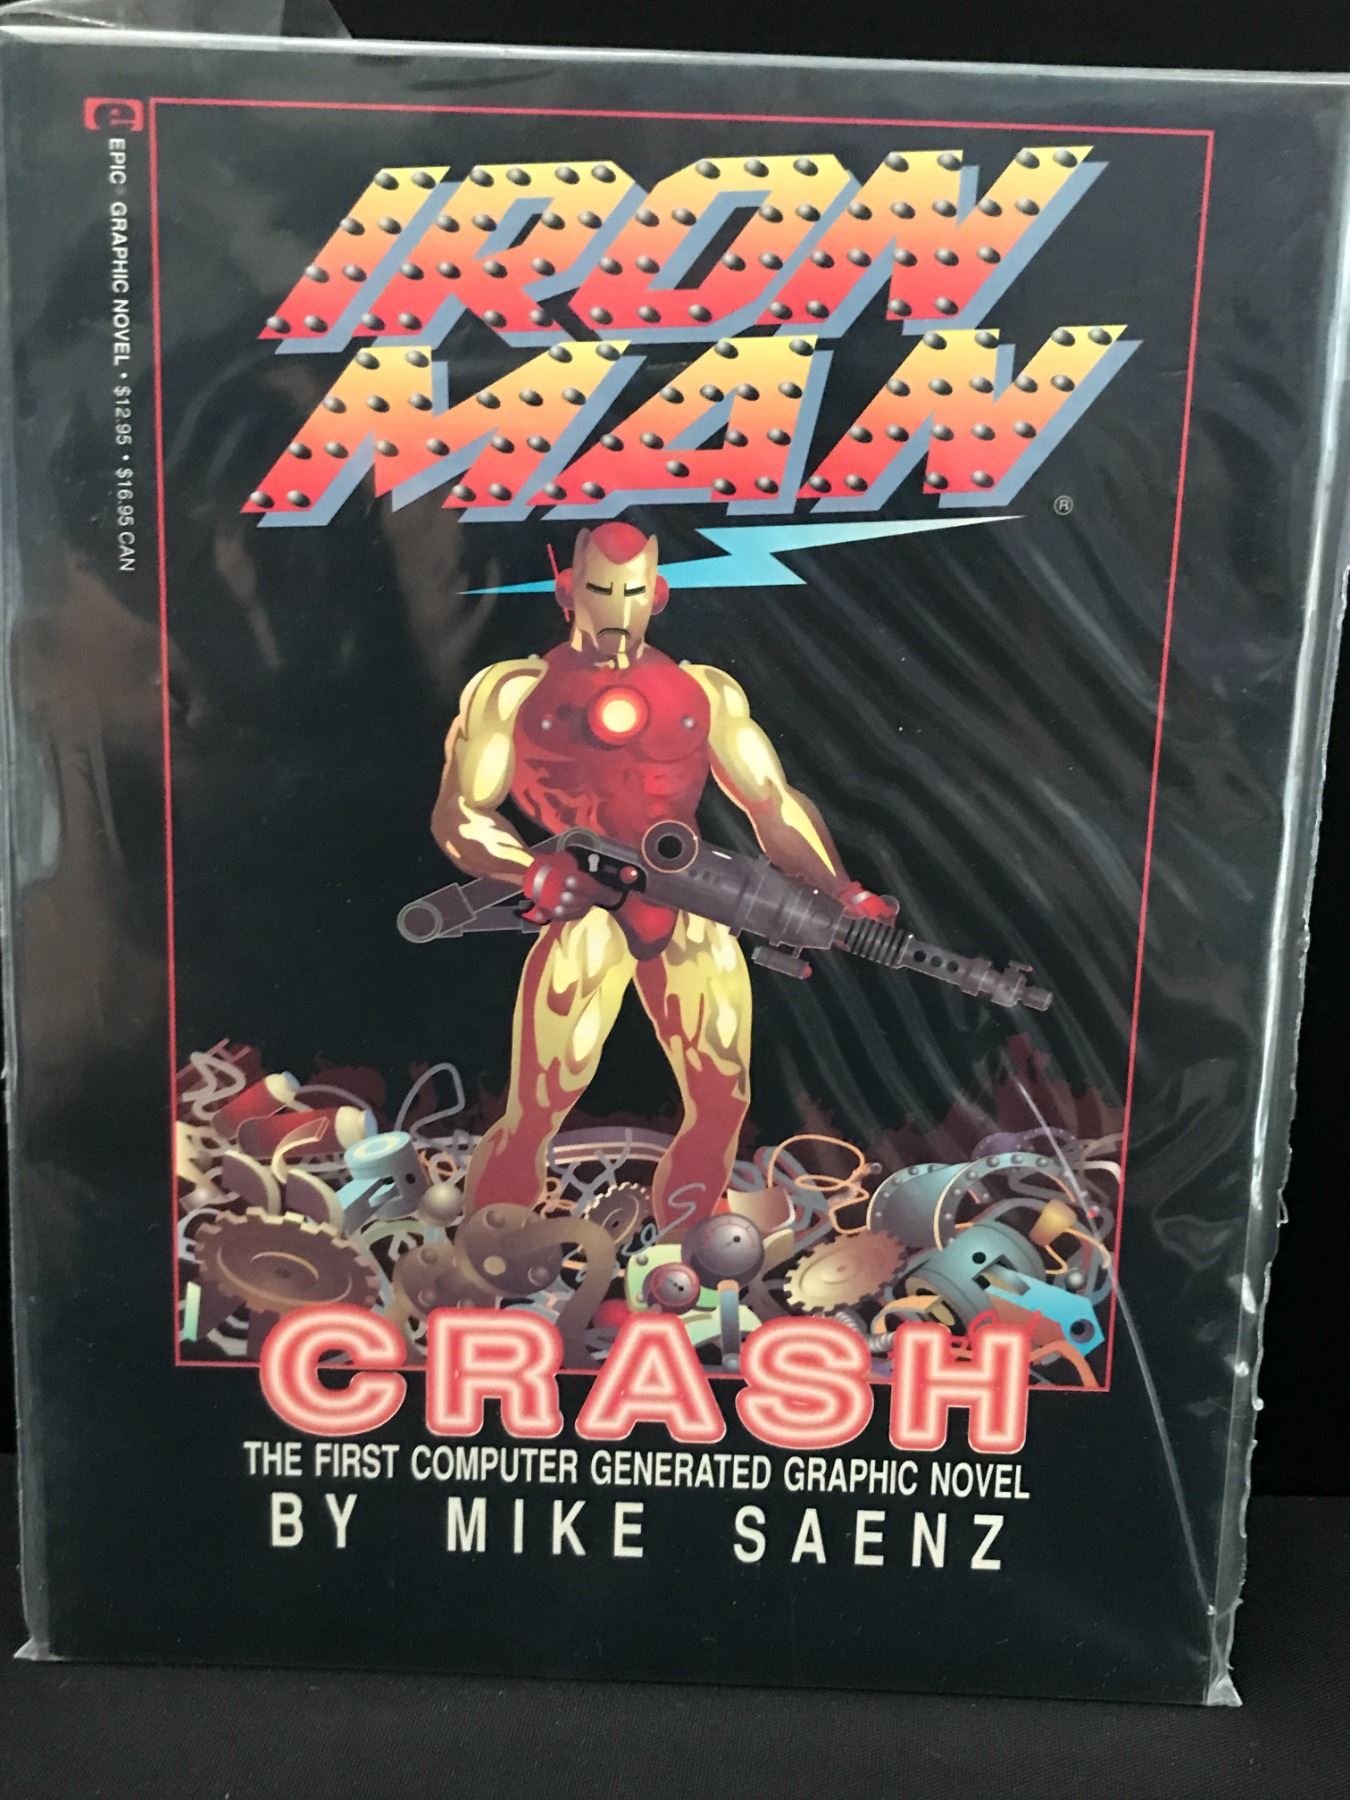 e
EPIC GRAPHIC NOVEL • $12.95 • $16.95 CAN
IRON
MAN ®
CRASH
THE FIRST COMPUTER GENERATED GRAPHIC NOVEL
BY MIKE SAENZ